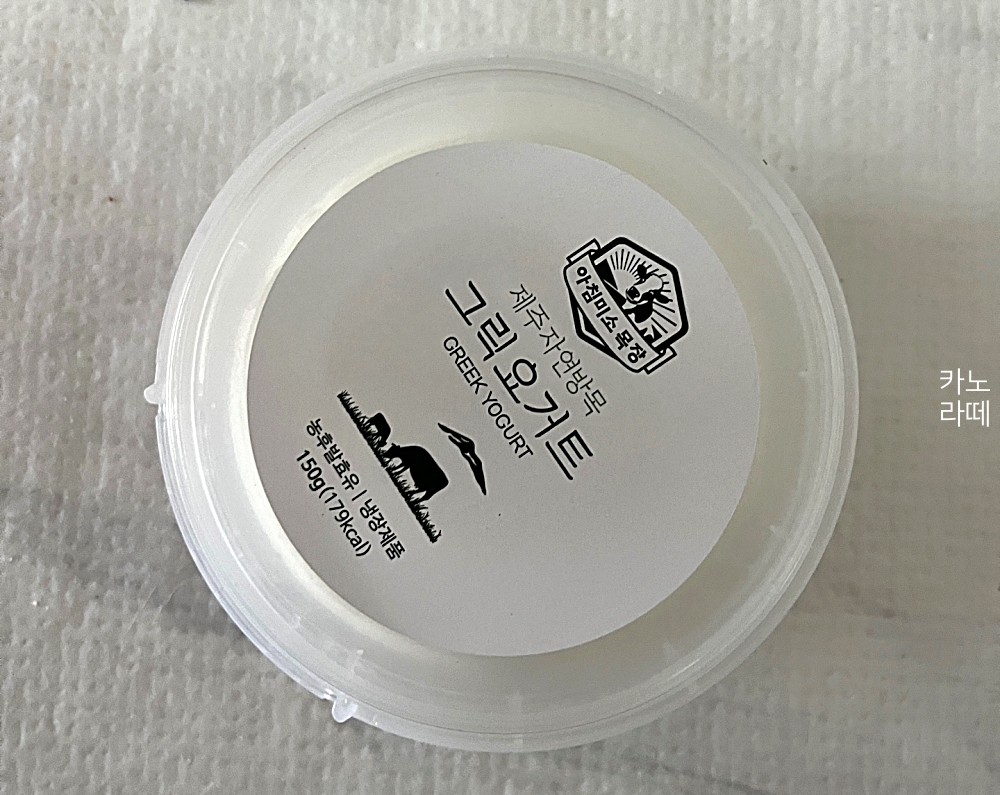 아침미소 목장
제주자연방목
그릭요거트
GREEK YOGURT
농후발효유 | 냉장제품
150g(179kcal)
카노
라떼